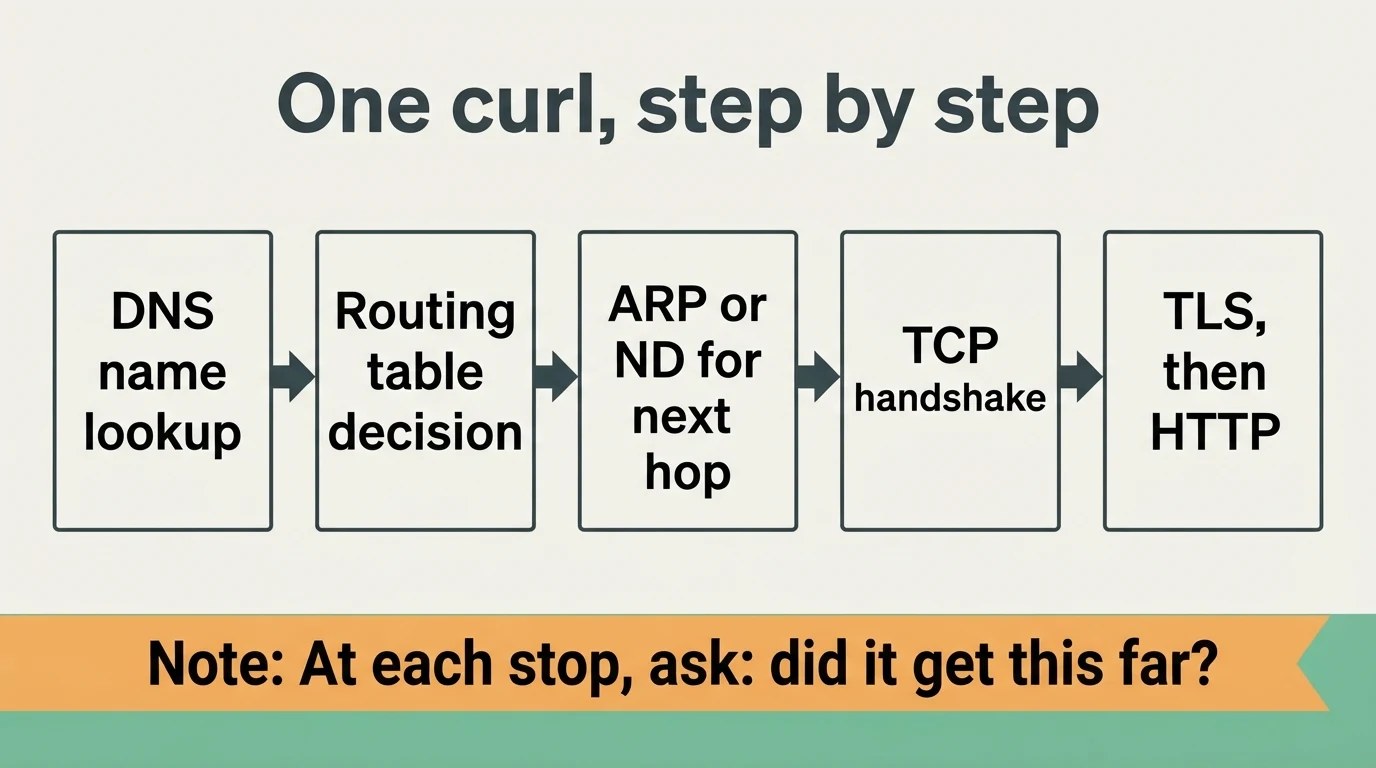 One curl, step by step
DNS
name
lookup
Routing
table
decision
ARP or
ND for
next
hop
TCP
handshake
TLS,
then
HTTP
Note: At each stop, ask: did it get this far?